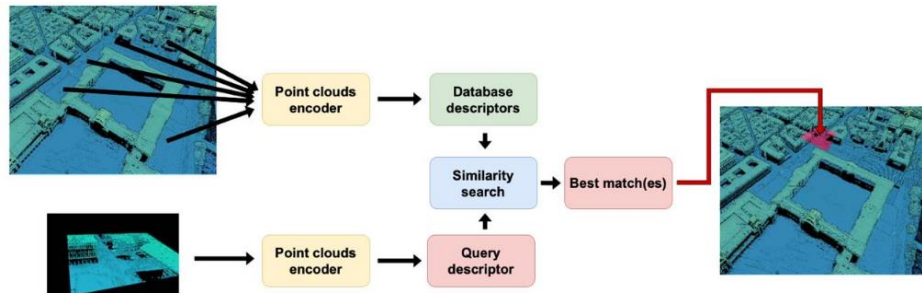 Point clouds
encoder
Database
descriptors
Similarity
search
Best match(es)
Point clouds
encoder
Query
descriptor